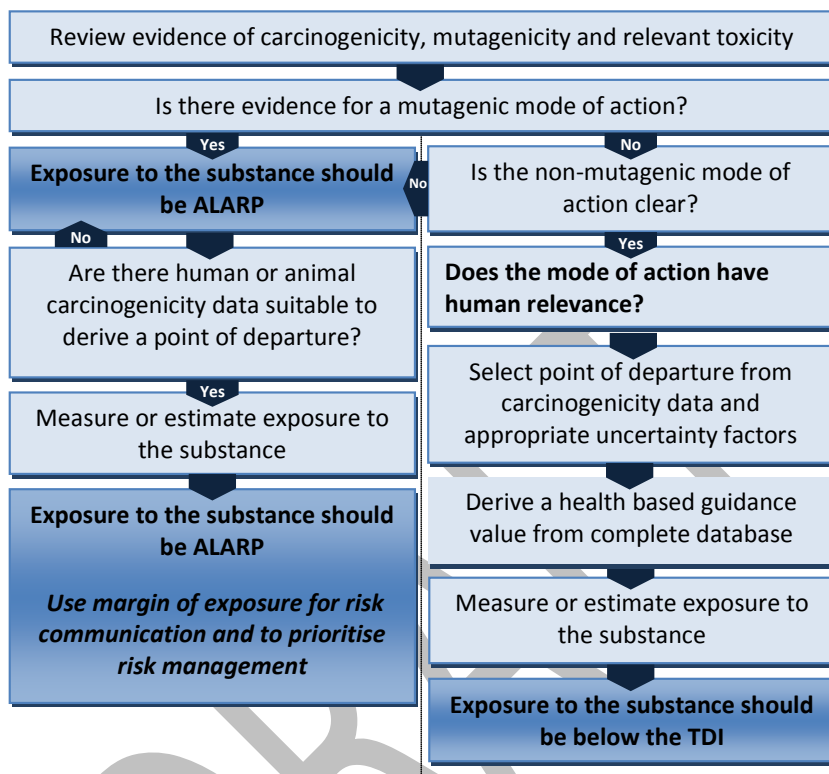 Review evidence of carcinogenicity, mutagenicity and relevant toxicity
Is there evidence for a mutagenic mode of action?
Yes
Exposure to the substance should
be ALARP
No
Are there human or animal
carcinogenicity data suitable to
derive a point of departure?
Yes
Measure or estimate exposure to
the substance
Exposure to the substance should
be ALARP
Use margin of exposure for risk
communication and to prioritise
risk management
No
No
Is the non-mutagenic mode of
action clear?
Yes
Does the mode of action have
human relevance?
Select point of departure from
carcinogenicity data and
appropriate uncertainty factors
Derive a health based guidance
value from complete database
Measure or estimate exposure to
the substance
Exposure to the substance should
be below the TDI